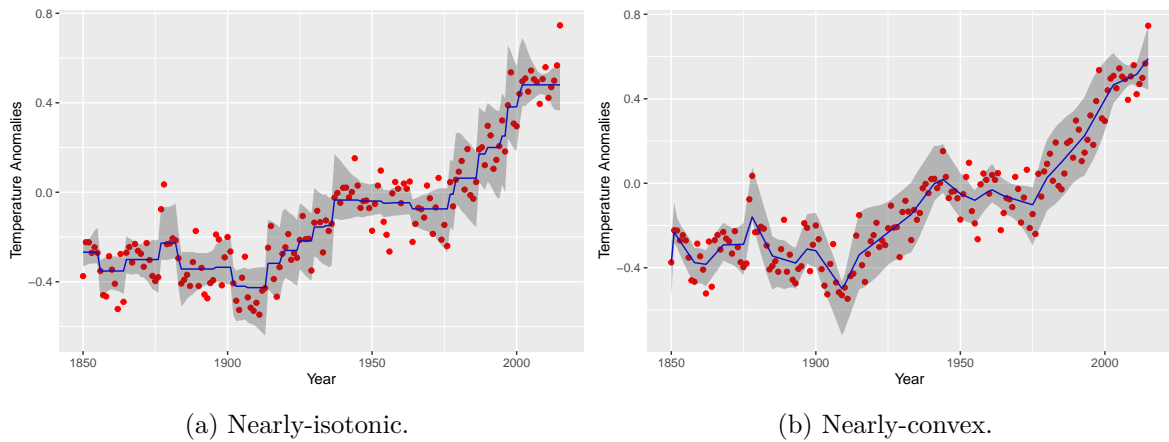 0.8
0.4
0.0
−0.4
Temperature Anomalies
1850
1900
1950
2000
Year
(a) Nearly-isotonic.
0.8
0.4
0.0
−0.4
Temperature Anomalies
1850
1900
1950
2000
Year
(b) Nearly-convex.